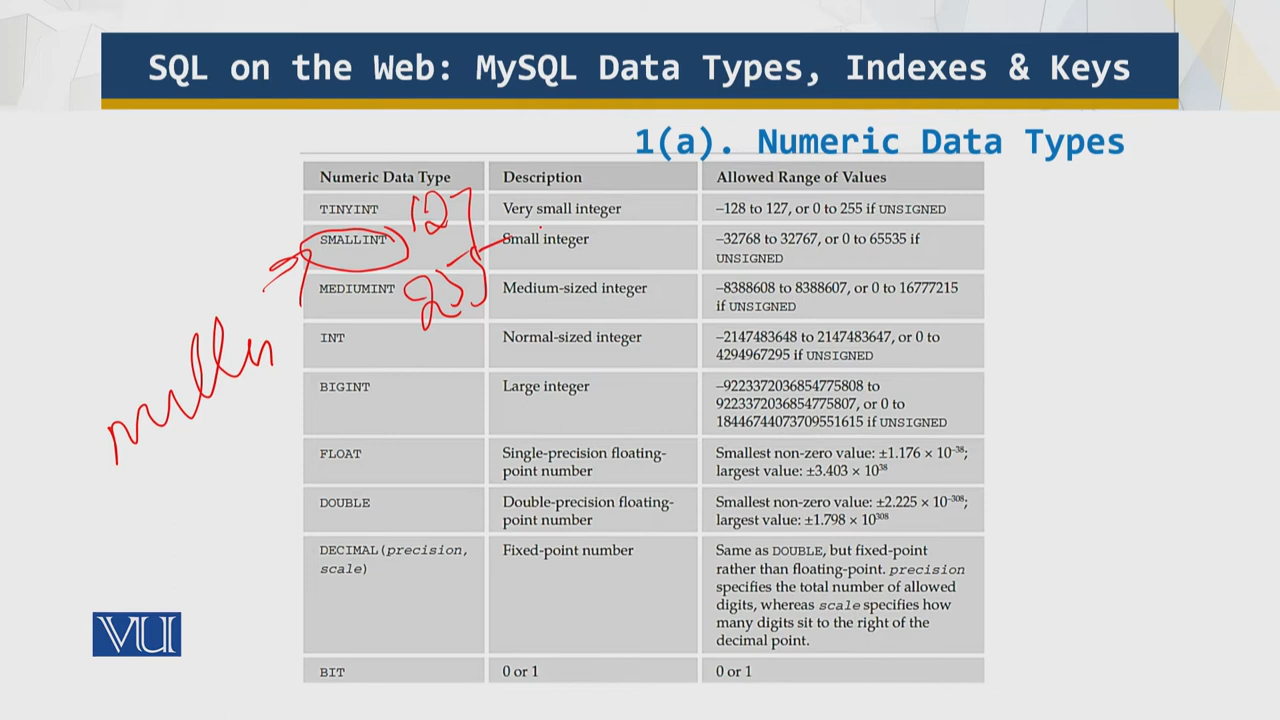 SQL on the Web: MySQL Data Types, Indexes & Keys
1(a). Numeric Data Types
Numeric Data Type Description Allowed Range of Values
TINYINT Very small integer –128 to 127, or 0 to 255 if UNSIGNED
127
SMALLINT Small integer –32768 to 32767, or 0 to 65535 if
UNSIGNED
255
MEDIUMINT Medium-sized integer –8388608 to 8388607, or 0 to 16777215
if UNSIGNED
INT Normal-sized integer –2147483648 to 2147483647, or 0 to
4294967295 if UNSIGNED
BIGINT Large integer –9223372036854775808 to
9223372036854775807, or 0 to
18446744073709551615 if UNSIGNED
FLOAT Single-precision floating- Smallest non-zero value: ±1.176 × 10⁻³⁸;
point number largest value: ±3.403 × 10³⁸
DOUBLE Double-precision floating- Smallest non-zero value: ±2.225 × 10⁻³⁰⁸;
point number largest value: ±1.798 × 10³⁰⁸
DECIMAL(precision, Fixed-point number Same as DOUBLE, but fixed-point
scale) rather than floating-point. precision
specifies the total number of allowed
digits, whereas scale specifies how
many digits sit to the right of the
decimal point.
BIT 0 or 1 0 or 1
VU